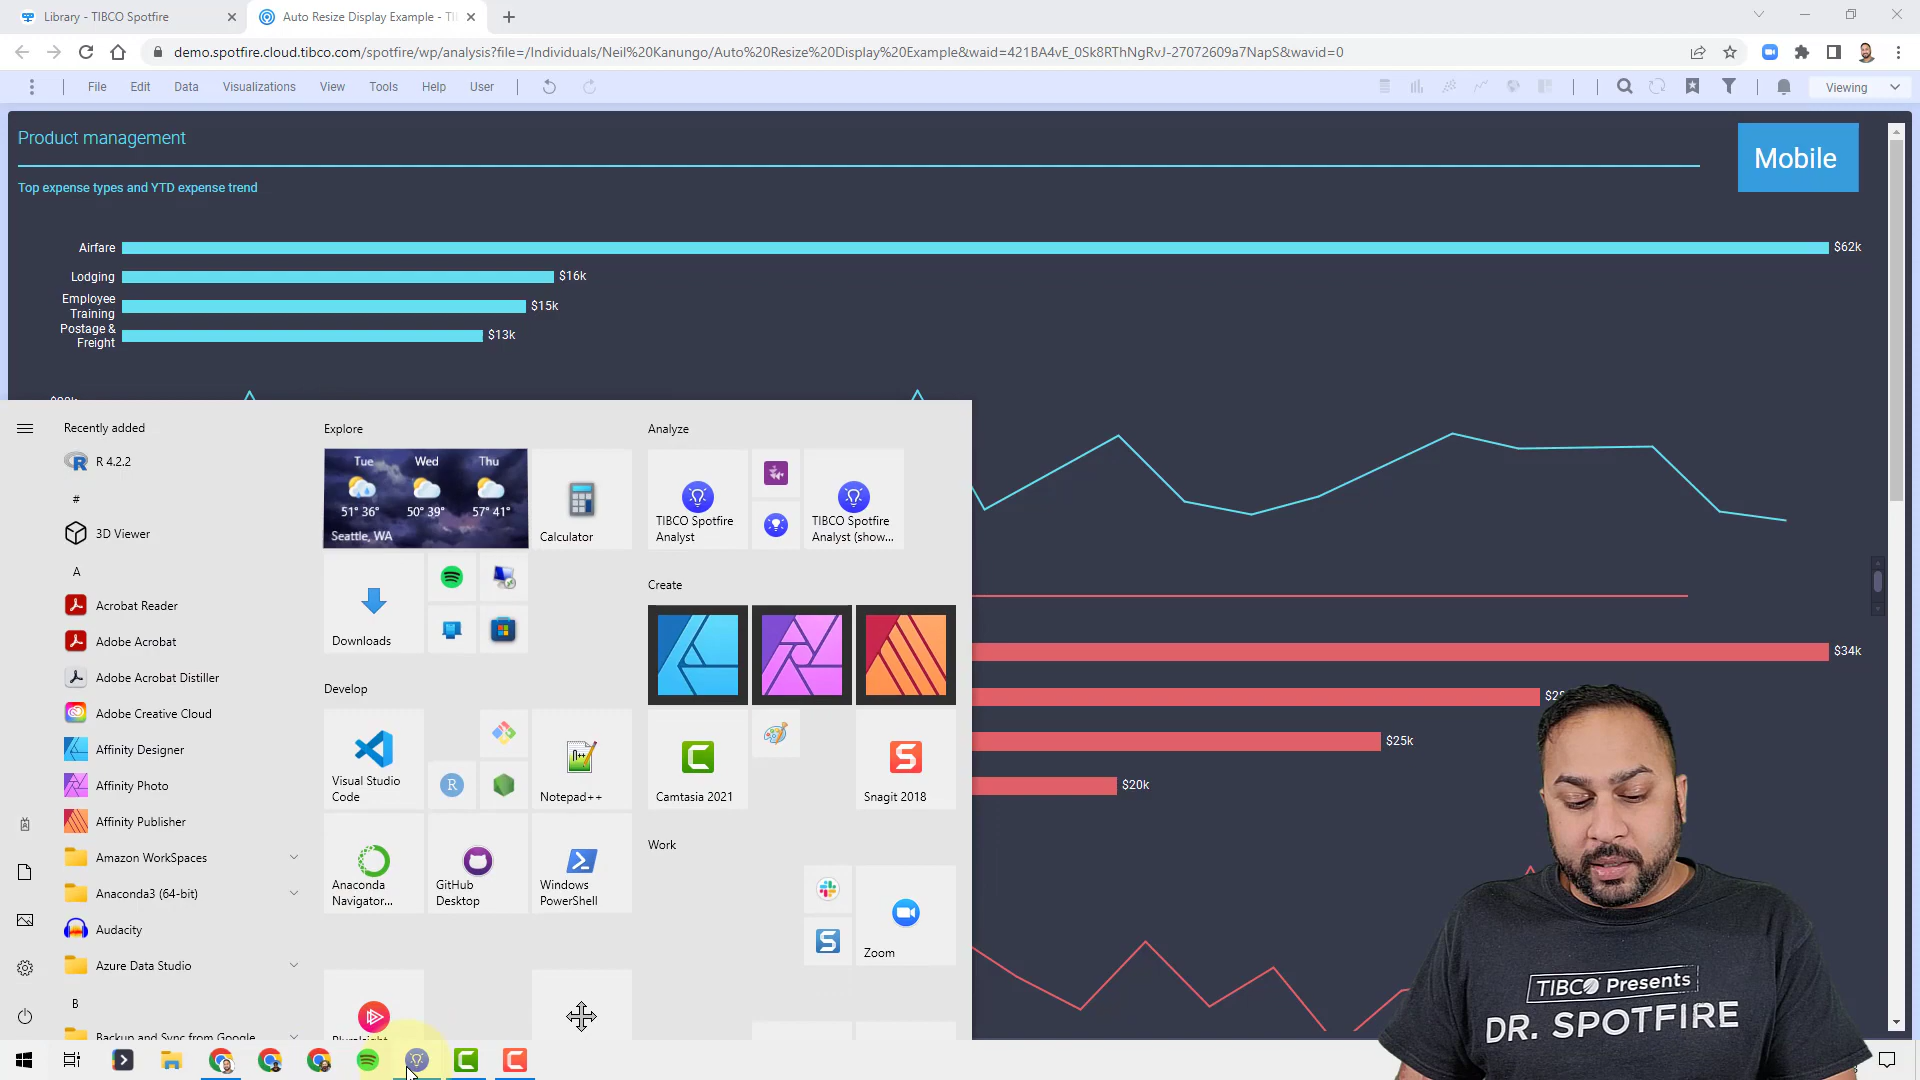 Library - TIBCO Spotfire
Auto Resize Display Example - TI
demo.spotfire.cloud.tibco.com/spotfire/wp/analysis?file=/Individuals/Neil%20Kanungo/Auto%20Resize%20Display%20Example&waid=421BA4vE_0Sk8RThNgRvJ-27072609a7NapS&wavid=0
File Edit Data Visualizations View Tools Help User
Viewing
Product management
Mobile
Top expense types and YTD expense trend
Airfare
$62k
Lodging
$16k
Employee
Training
$15k
Postage &
Freight
$13k
Recently added
R 4.2.2
#
3D Viewer
A
Acrobat Reader
Adobe Acrobat
Adobe Acrobat Distiller
Adobe Creative Cloud
Affinity Designer
Affinity Photo
Affinity Publisher
Amazon WorkSpaces
Anaconda3 (64-bit)
Audacity
Azure Data Studio
B
Backup and Sync from Google
Explore
Tue Wed Thu
51° 36° 50° 39° 57° 41°
Seattle, WA
Calculator
Downloads
Develop
Visual Studio
Code
R
Notepad++
Anaconda
Navigator...
GitHub
Desktop
Windows
PowerShell
Pluralsight
Analyze
TIBCO Spotfire
Analyst
TIBCO Spotfire
Analyst (show...
Create
Camtasia 2021
Snagit 2018
Work
Zoom
$34k
$25k
$20k
TIBCO Presents
DR. SPOTFIRE